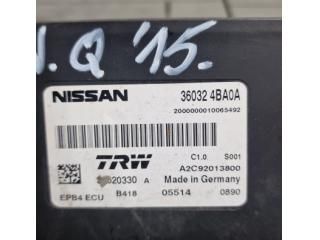 N.Q '15.
NISSAN 36032 4BA0A
2000000010065492
TRW C1.0 S001
A2C92013800
A Made in Germany
EPB4 ECU B418 05514 0890